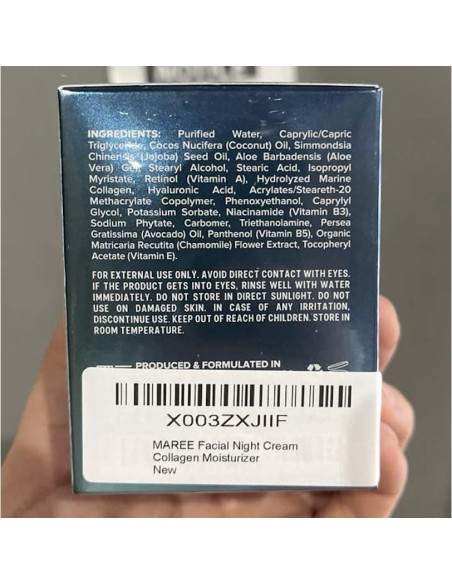 INGREDIENTS: Purified Water, Caprylic/Capric
Triglyceride, Cocos Nucifera (Coconut) Oil, Simmondsia
Chinensis (Jojoba) Seed Oil, Aloe Barbadensis (Aloe
Vera) Gel, Stearyl Alcohol, Stearic Acid, Isopropyl
Myristate, Retinol (Vitamin A), Hydrolyzed Marine
Collagen, Hyaluronic Acid, Acrylates/Steareth-20
Methacrylate Copolymer, Phenoxyethanol, Caprylyl
Glycol, Potassium Sorbate, Niacinamide (Vitamin B3),
Sodium Phytate, Carbomer, Triethanolamine, Persea
Gratissima (Avocado) Oil, Panthenol (Vitamin B5), Organic
Matricaria Recutita (Chamomile) Flower Extract, Tocopheryl
Acetate (Vitamin E).
FOR EXTERNAL USE ONLY. AVOID DIRECT CONTACT WITH EYES.
IF THE PRODUCT GETS INTO EYES, RINSE WELL WITH WATER
IMMEDIATELY. DO NOT STORE IN DIRECT SUNLIGHT. DO NOT
USE ON DAMAGED SKIN. IN CASE OF ANY IRRITATION,
DISCONTINUE USE. KEEP OUT OF REACH OF CHILDREN. STORE IN
ROOM TEMPERATURE.
PRODUCED & FORMULATED IN
X003ZXJIIF
MAREE Facial Night Cream
Collagen Moisturizer
New